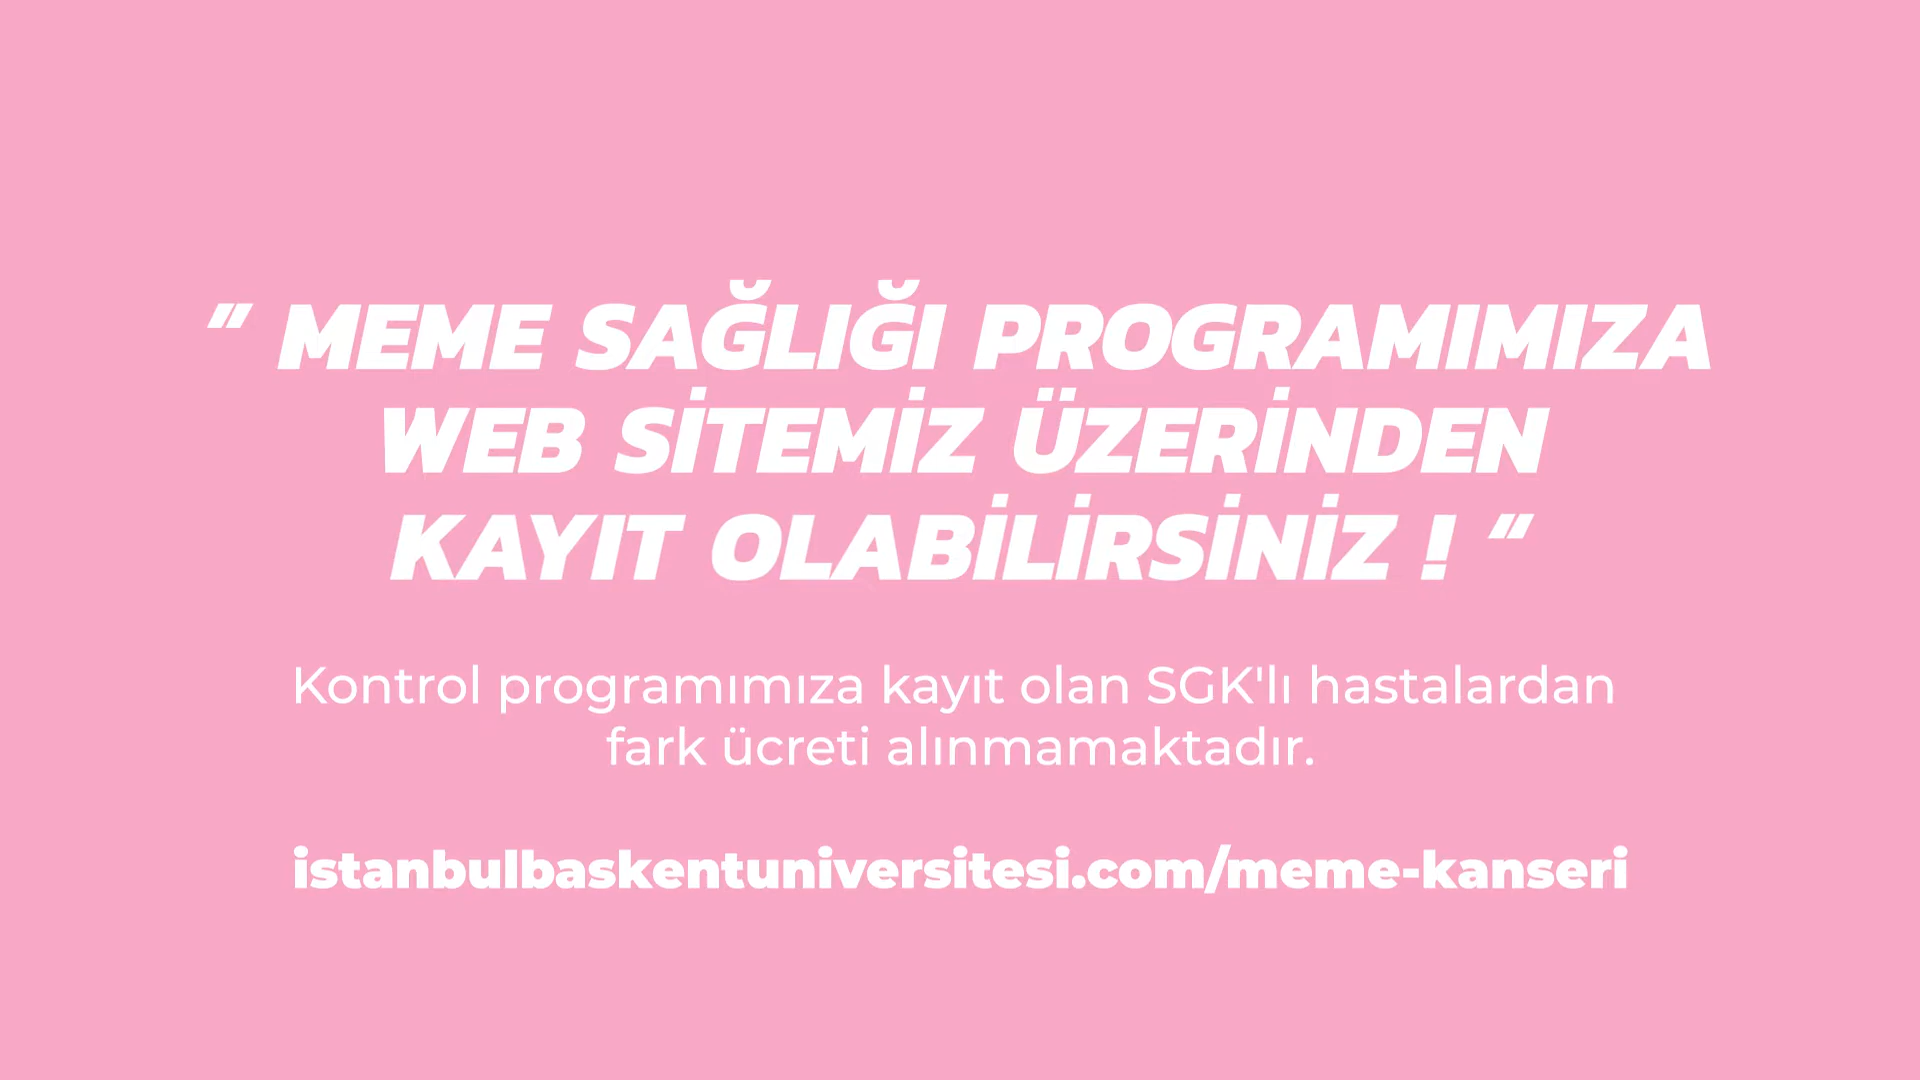 " MEME SAĞLIĞI PROGRAMIMIZA
WEB SİTEMİZ ÜZERİNDEN
KAYIT OLABİLİRSİNİZ ! "
Kontrol programımıza kayıt olan SGK'lı hastalardan
fark ücreti alınmamaktadır.
istanbulbaskentuniversitesi.com/meme-kanseri